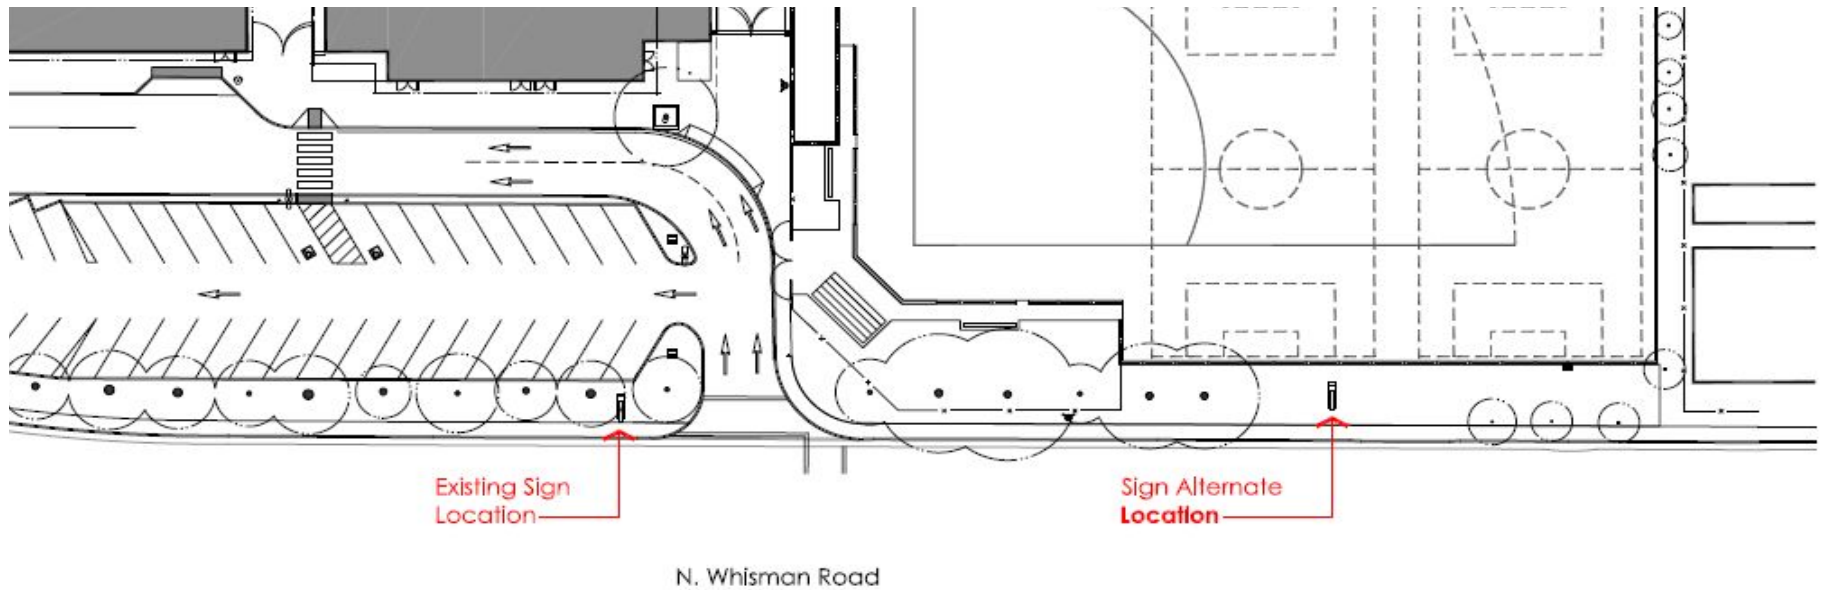 Existing Sign
Location
Sign Alternate
Location
N. Whisman Road